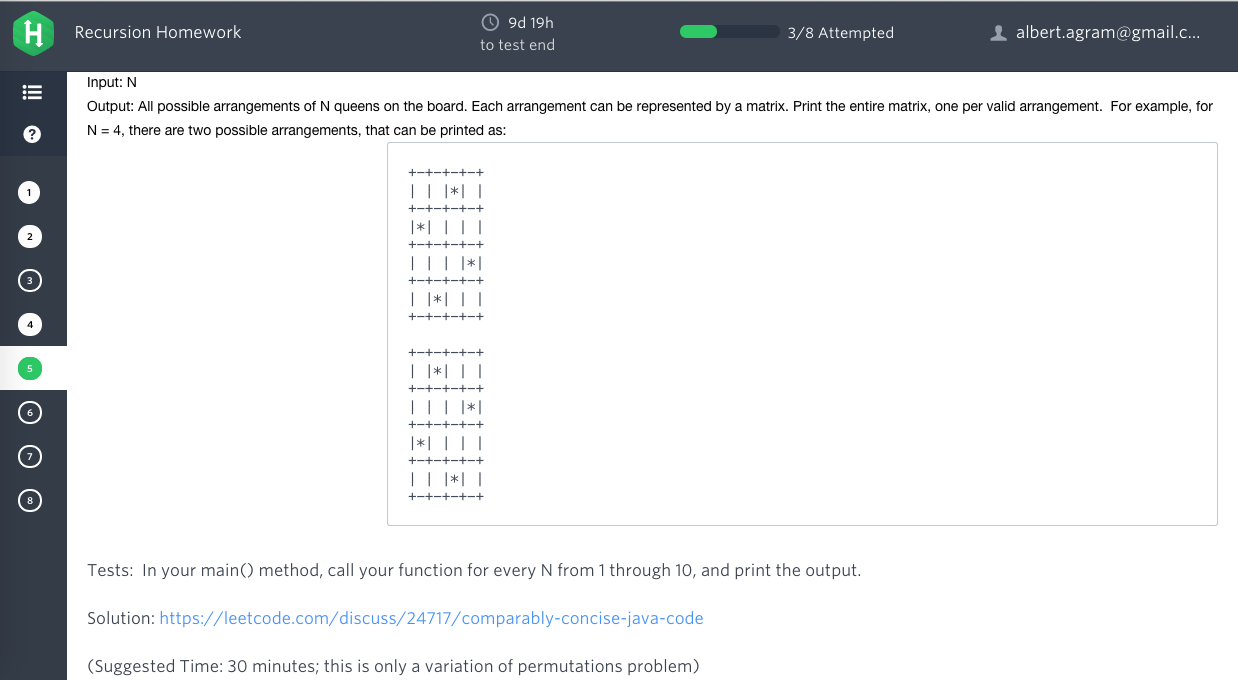 H
Recursion Homework
9d 19h
to test end
3/8 Attempted
albert.agram@gmail.c...
?
1
2
3
4
5
6
7
8
Input: N
Output: All possible arrangements of N queens on the board. Each arrangement can be represented by a matrix. Print the entire matrix, one per valid arrangement.  For example, for
N = 4, there are two possible arrangements, that can be printed as:
+-+-+-+-+
| | |*| |
+-+-+-+-+
|*| | | |
+-+-+-+-+
| | | |*|
+-+-+-+-+
| |*| | |
+-+-+-+-+
+-+-+-+-+
| |*| | |
+-+-+-+-+
| | | |*|
+-+-+-+-+
|*| | | |
+-+-+-+-+
| | |*| |
+-+-+-+-+
Tests:  In your main() method, call your function for every N from 1 through 10, and print the output.
Solution: https://leetcode.com/discuss/24717/comparably-concise-java-code
(Suggested Time: 30 minutes; this is only a variation of permutations problem)